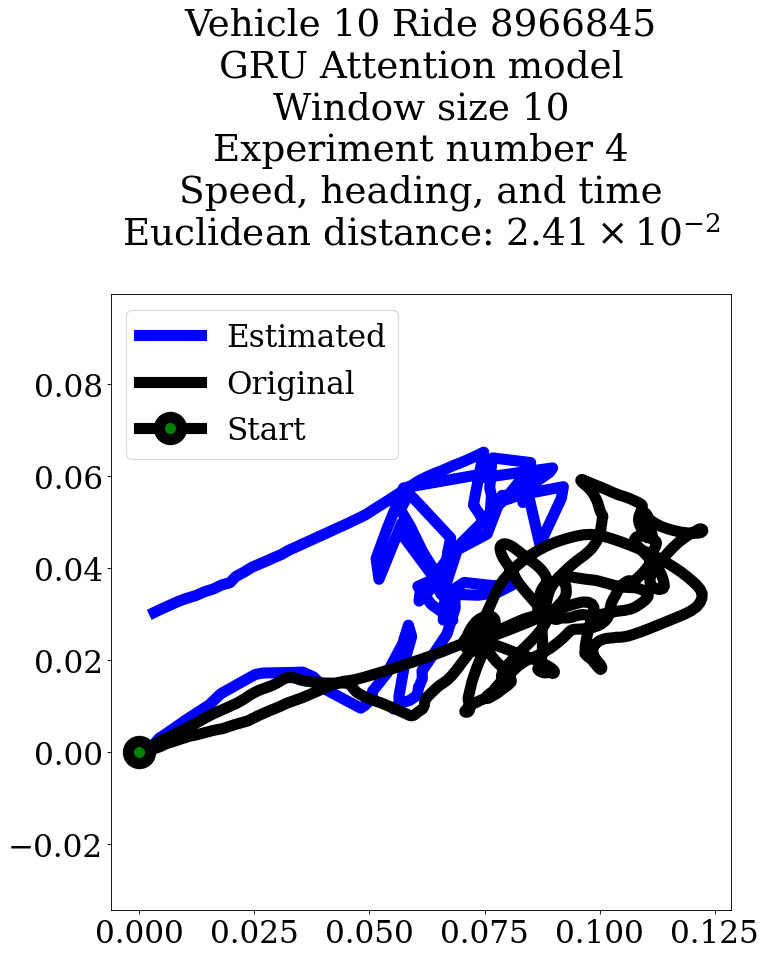 Vehicle 10 Ride 8966845
GRU Attention model
Window size 10
Experiment number 4
Speed, heading, and time
Euclidean distance: 2.41 × 10⁻²
Estimated
Original
Start
0.08
0.06
0.04
0.02
0.00
−0.02
0.000 0.025 0.050 0.075 0.100 0.125